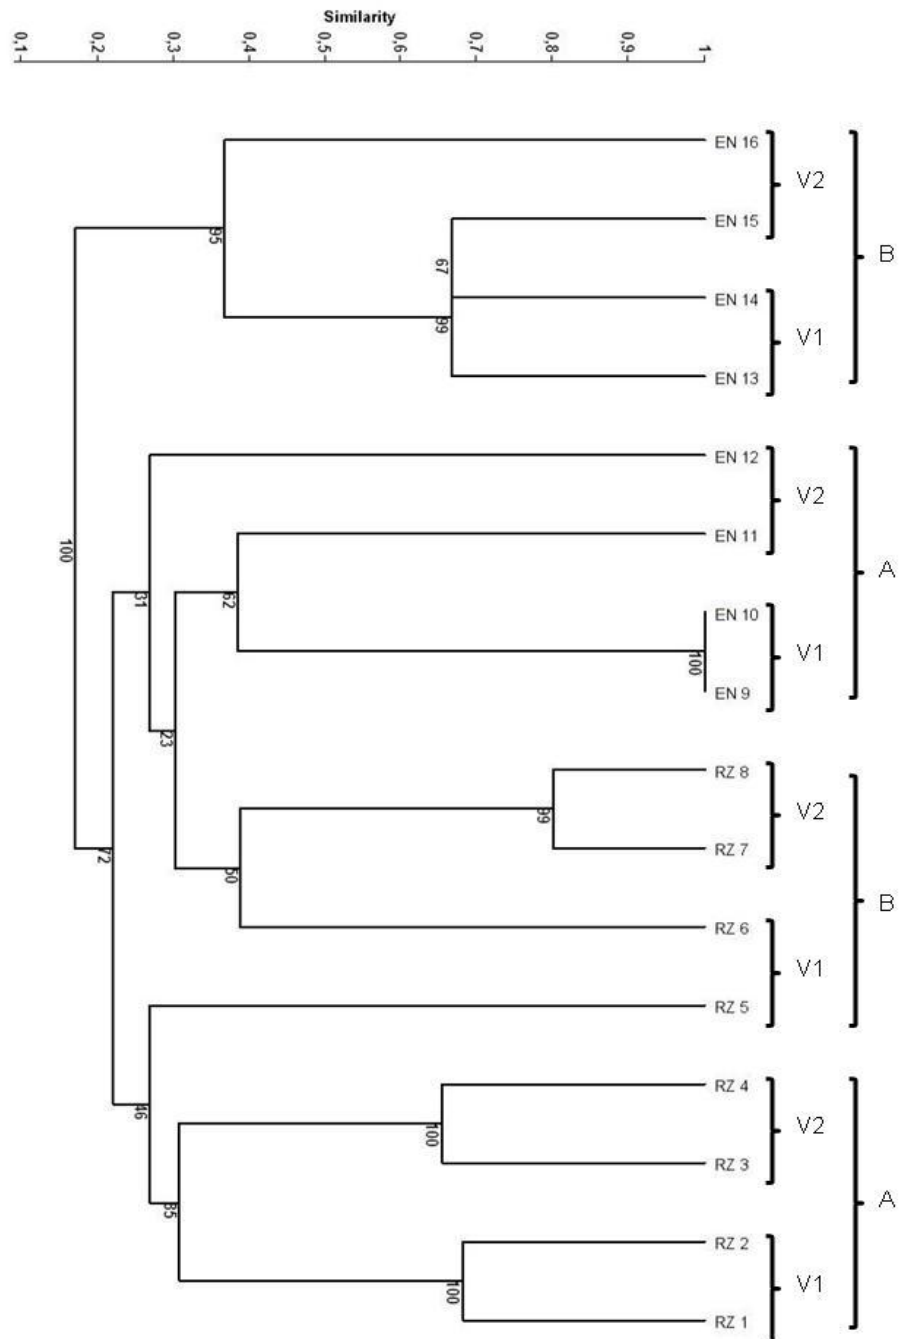 Similarity
0,1 0,2 0,3 0,4 0,5 0,6 0,7 0,8 0,9 1
EN 16
V2
95
EN 15
B
67
EN 14
99
V1
EN 13
EN 12
V2
EN 11
100
A
31
62
EN 10
V1
100
EN 9
23
RZ 8
V2
99
72
RZ 7
50
B
RZ 6
V1
RZ 5
RZ 4
46
V2
100
RZ 3
A
35
RZ 2
V1
100
RZ 1